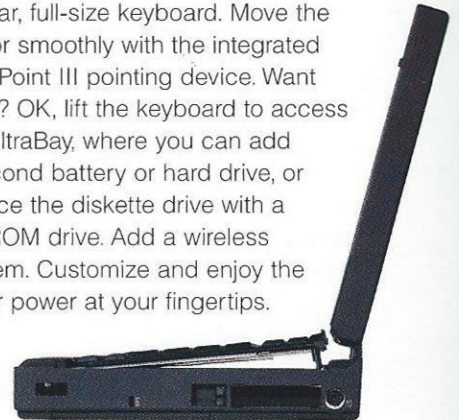 ar, full-size keyboard. Move the
or smoothly with the integrated
Point III pointing device. Want
? OK, lift the keyboard to access
ltraBay, where you can add
cond battery or hard drive, or
ce the diskette drive with a
ROM drive. Add a wireless
em. Customize and enjoy the
r power at your fingertips.